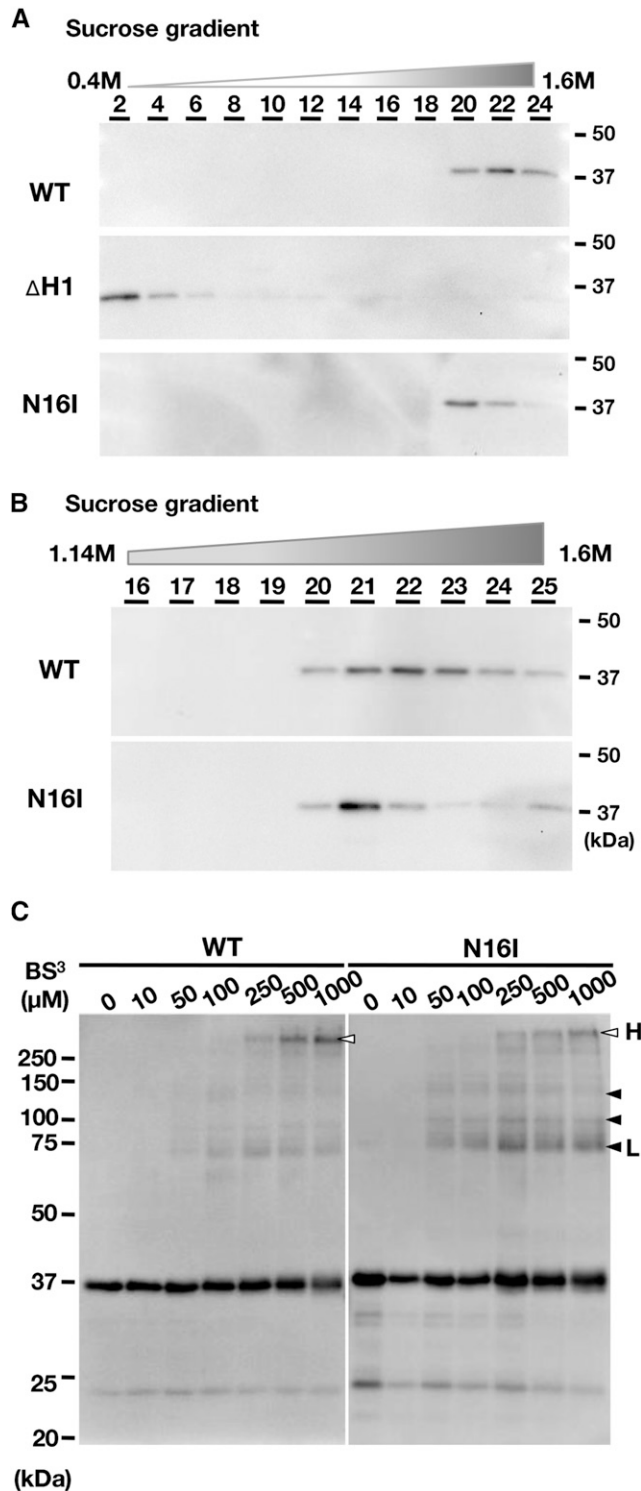 A Sucrose gradient
0.4M 1.6M
2 4 6 8 10 12 14 16 18 20 22 24
WT
50
37
ΔH1
50
37
N16I
50
37
B Sucrose gradient
1.14M 1.6M
16 17 18 19 20 21 22 23 24 25
WT
50
37
N16I
50
37
(kDa)
C
WT N16I
BS³
(μM)
0 10 50 100 250 500 1000 0 10 50 100 250 500 1000
H
250
150
100
75
L
50
37
25
20
(kDa)